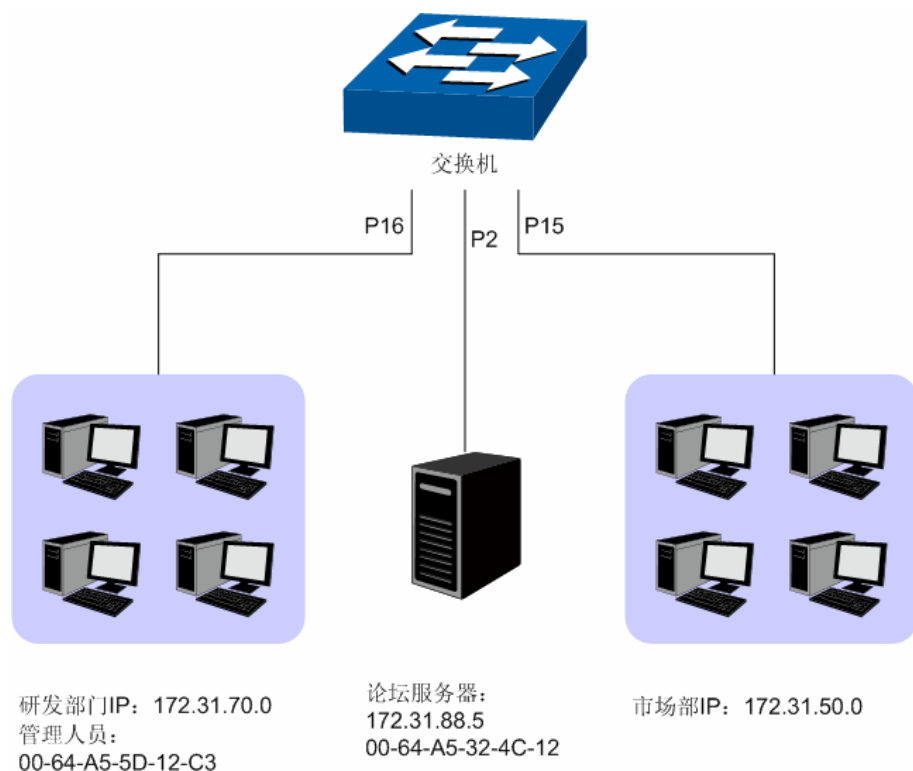 交换机
P16
P2
P15
研发部门IP：172.31.70.0
管理人员：
00-64-A5-5D-12-C3
论坛服务器：
172.31.88.5
00-64-A5-32-4C-12
市场部IP：172.31.50.0